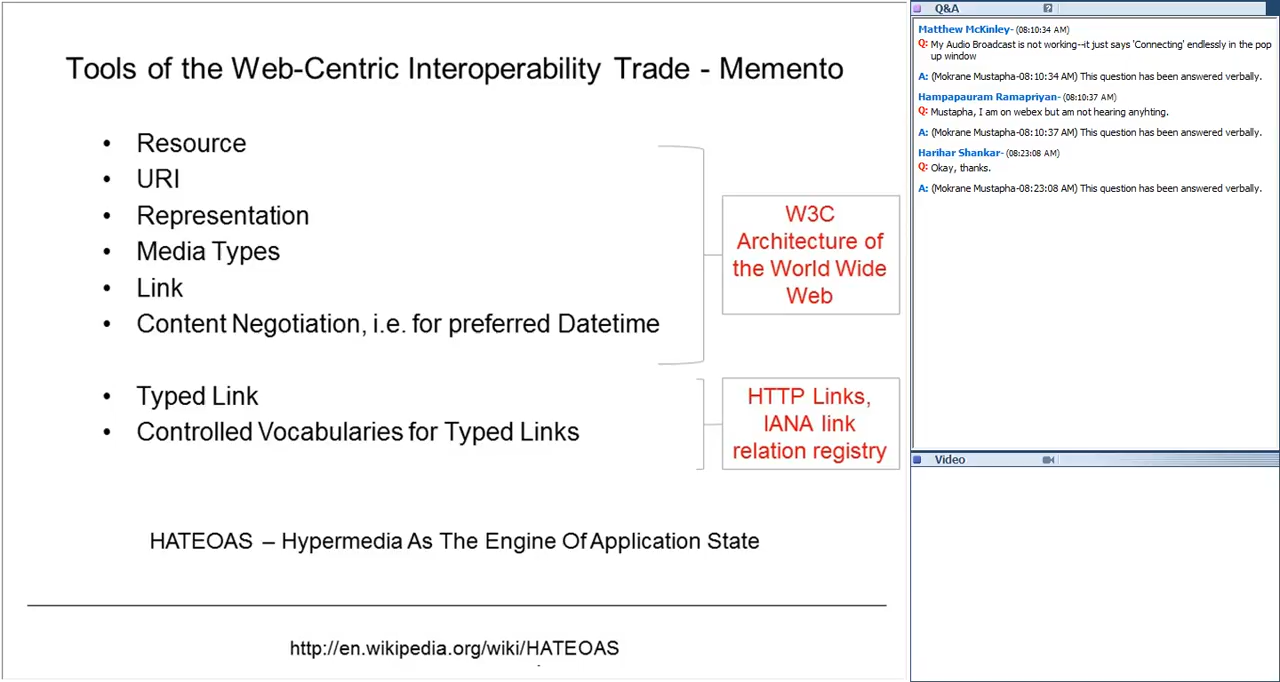 Tools of the Web-Centric Interoperability Trade - Memento
• Resource
• URI
• Representation
• Media Types
• Link
• Content Negotiation, i.e. for preferred Datetime
W3C
Architecture of
the World Wide
Web
• Typed Link
• Controlled Vocabularies for Typed Links
HTTP Links,
IANA link
relation registry
HATEOAS – Hypermedia As The Engine Of Application State
http://en.wikipedia.org/wiki/HATEOAS
Q&A
Matthew McKinley- (08:10:34 AM)
Q: My Audio Broadcast is not working--it just says 'Connecting' endlessly in the pop
up window
A: (Mokrane Mustapha-08:10:34 AM) This question has been answered verbally.
Hampapauram Ramapriyan- (08:10:37 AM)
Q: Mustapha, I am on webex but am not hearing anyhting.
A: (Mokrane Mustapha-08:10:37 AM) This question has been answered verbally.
Harihar Shankar- (08:23:08 AM)
Q: Okay, thanks.
A: (Mokrane Mustapha-08:23:08 AM) This question has been answered verbally.
Video